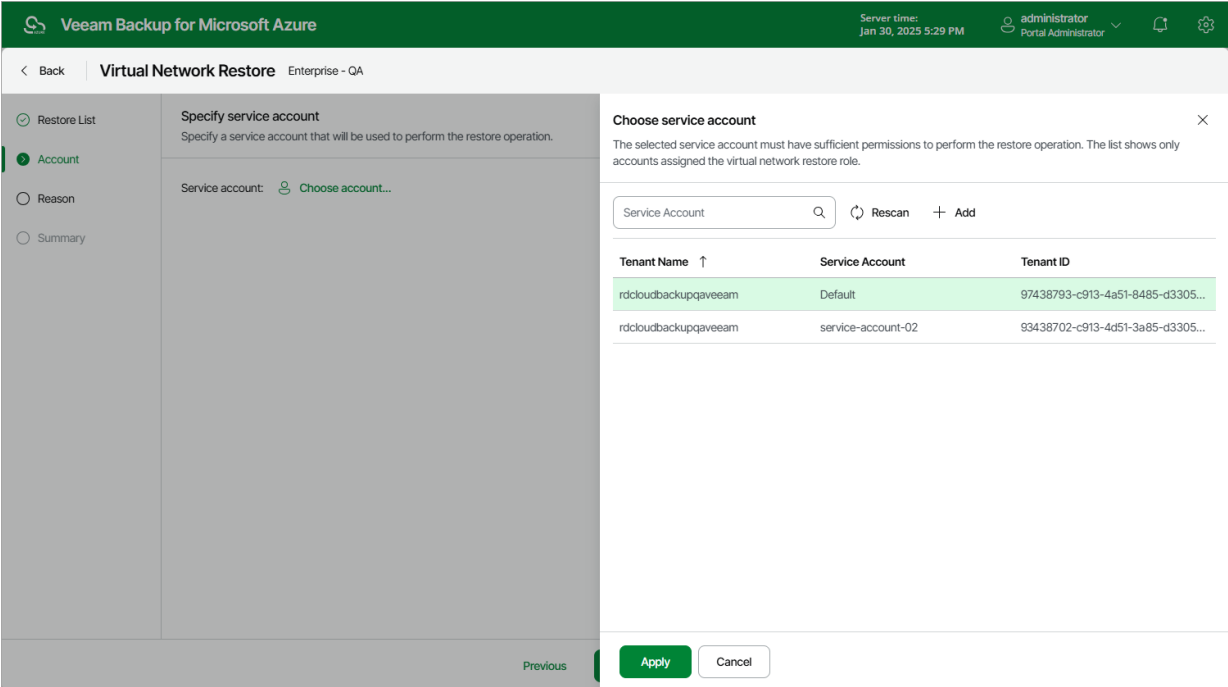 Veeam Backup for Microsoft Azure
Server time:
Jan 30, 2025 5:29 PM
administrator
Portal Administrator
Back
Virtual Network Restore
Enterprise - QA
Restore List
Account
Reason
Summary
Specify service account
Specify a service account that will be used to perform the restore operation.
Service account:
Choose account...
Previous
Choose service account
The selected service account must have sufficient permissions to perform the restore operation. The list shows only
accounts assigned the virtual network restore role.
Service Account
Rescan
Add
Tenant Name Service Account Tenant ID
rdcloudbackupqaveeam Default 97438793-c913-4a51-8485-d3305...
rdcloudbackupqaveeam service-account-02 93438702-c913-4d51-3a85-d3305...
Apply
Cancel